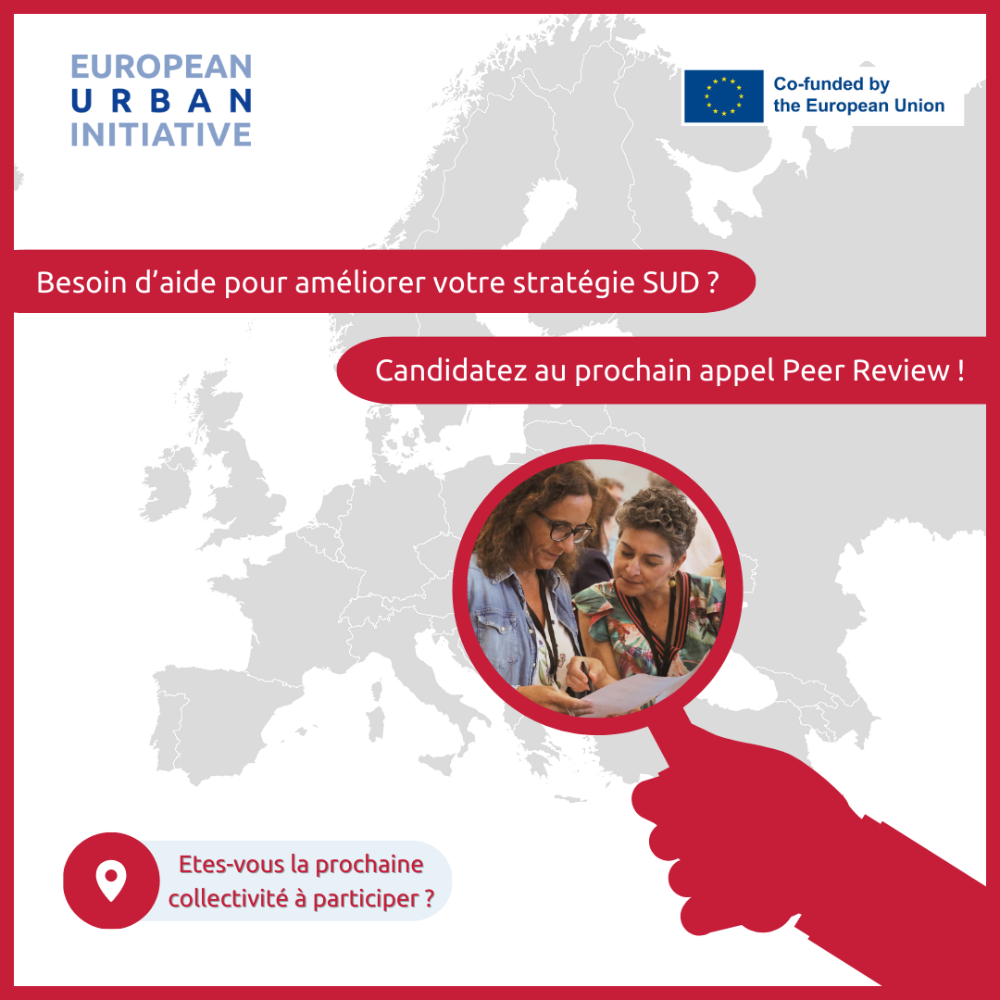 EUROPEAN
URBAN
INITIATIVE
Co-funded by
the European Union
Besoin d’aide pour améliorer votre stratégie SUD ?
Candidatez au prochain appel Peer Review !
Etes-vous la prochaine
collectivité à participer ?